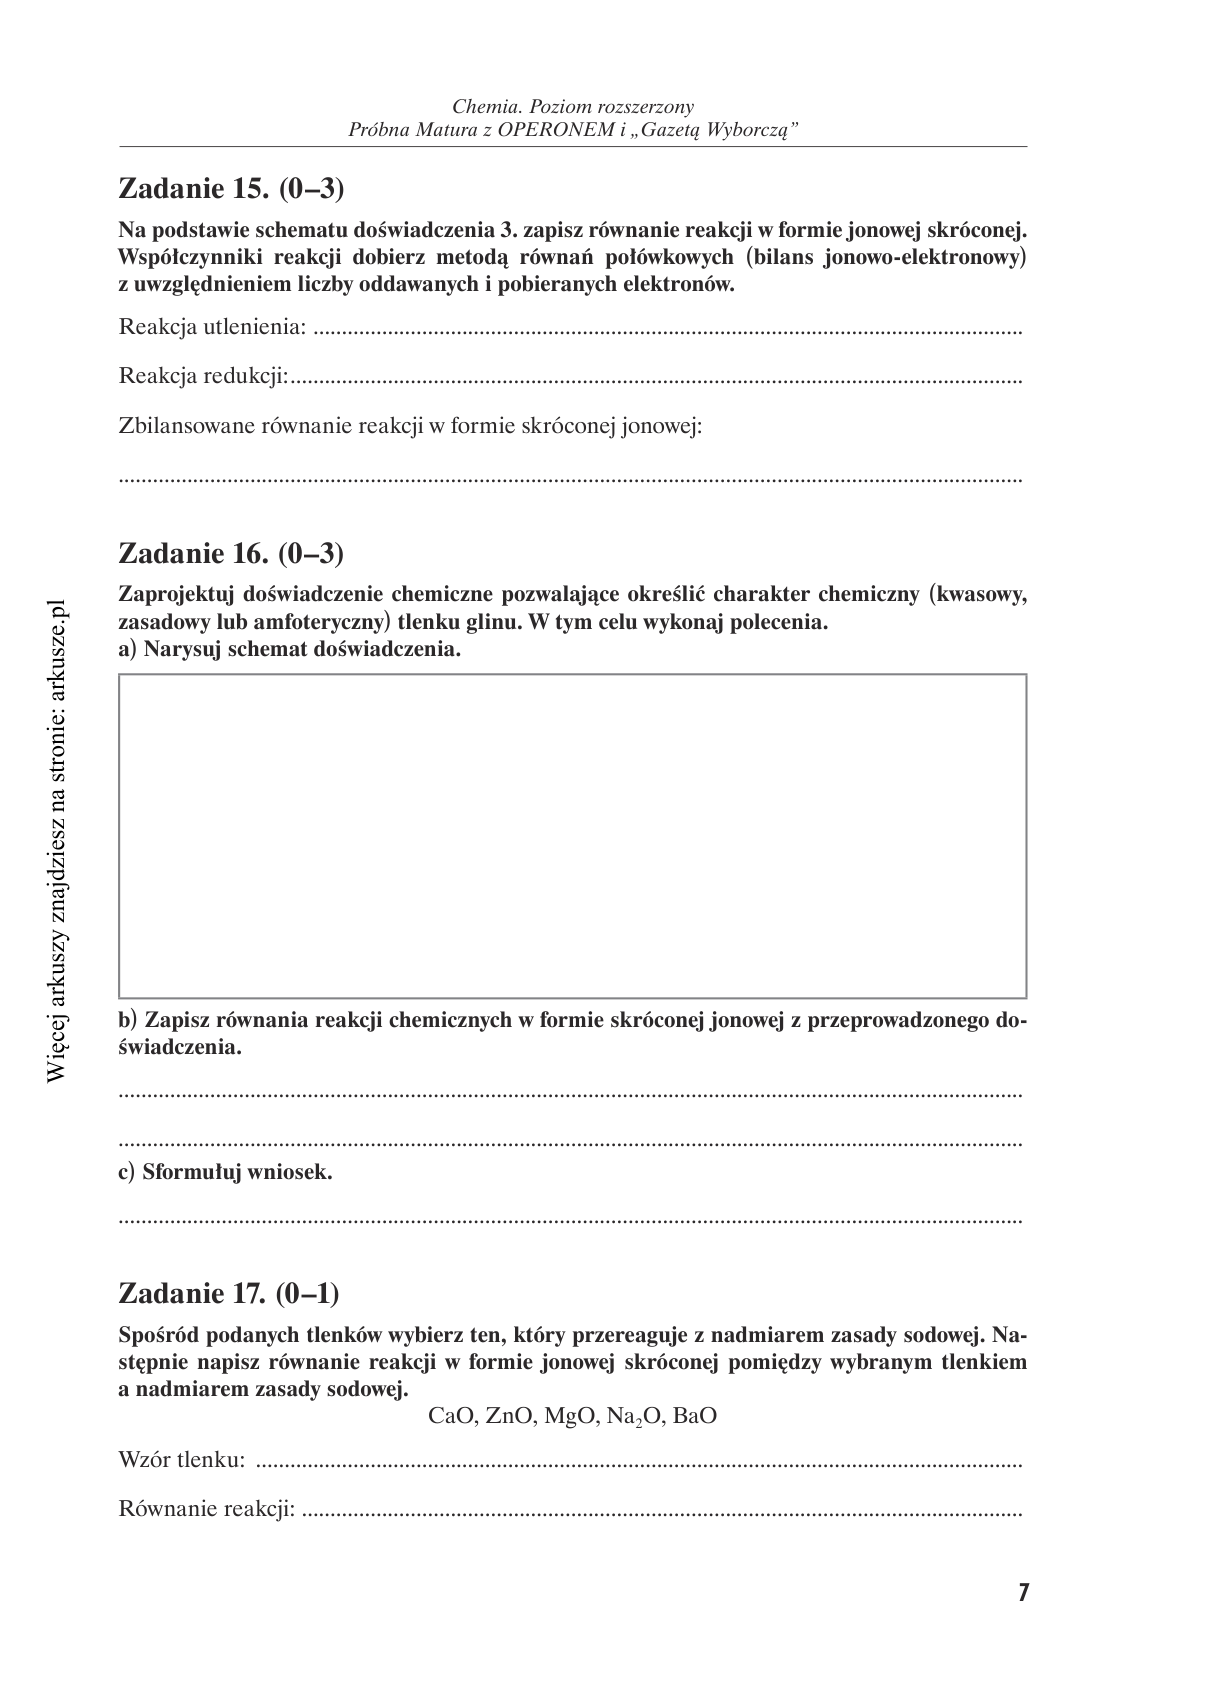 Chemia. Poziom rozszerzony
Próbna Matura z OPERONEM i „Gazetą Wyborczą”
Zadanie 15. (0–3)
Na podstawie schematu doświadczenia 3. zapisz równanie reakcji w formie jonowej skróconej.
Współczynniki reakcji dobierz metodą równań połówkowych (bilans jonowo-elektronowy)
z uwzględnieniem liczby oddawanych i pobieranych elektronów.
Reakcja utlenienia: ............................................................
Reakcja redukcji:............................................................
Zbilansowane równanie reakcji w formie skróconej jonowej:
............................................................
Zadanie 16. (0–3)
Zaprojektuj doświadczenie chemiczne pozwalające określić charakter chemiczny (kwasowy,
zasadowy lub amfoteryczny) tlenku glinu. W tym celu wykonaj polecenia.
a) Narysuj schemat doświadczenia.
b) Zapisz równania reakcji chemicznych w formie skróconej jonowej z przeprowadzonego do-
świadczenia.
............................................................
............................................................
c) Sformułuj wniosek.
............................................................
Zadanie 17. (0–1)
Spośród podanych tlenków wybierz ten, który przereaguje z nadmiarem zasady sodowej. Na-
stępnie napisz równanie reakcji w formie jonowej skróconej pomiędzy wybranym tlenkiem
a nadmiarem zasady sodowej.
CaO, ZnO, MgO, Na₂O, BaO
Wzór tlenku: ............................................................
Równanie reakcji: ............................................................
7
Więcej arkuszy znajdziesz na stronie: arkusze.pl